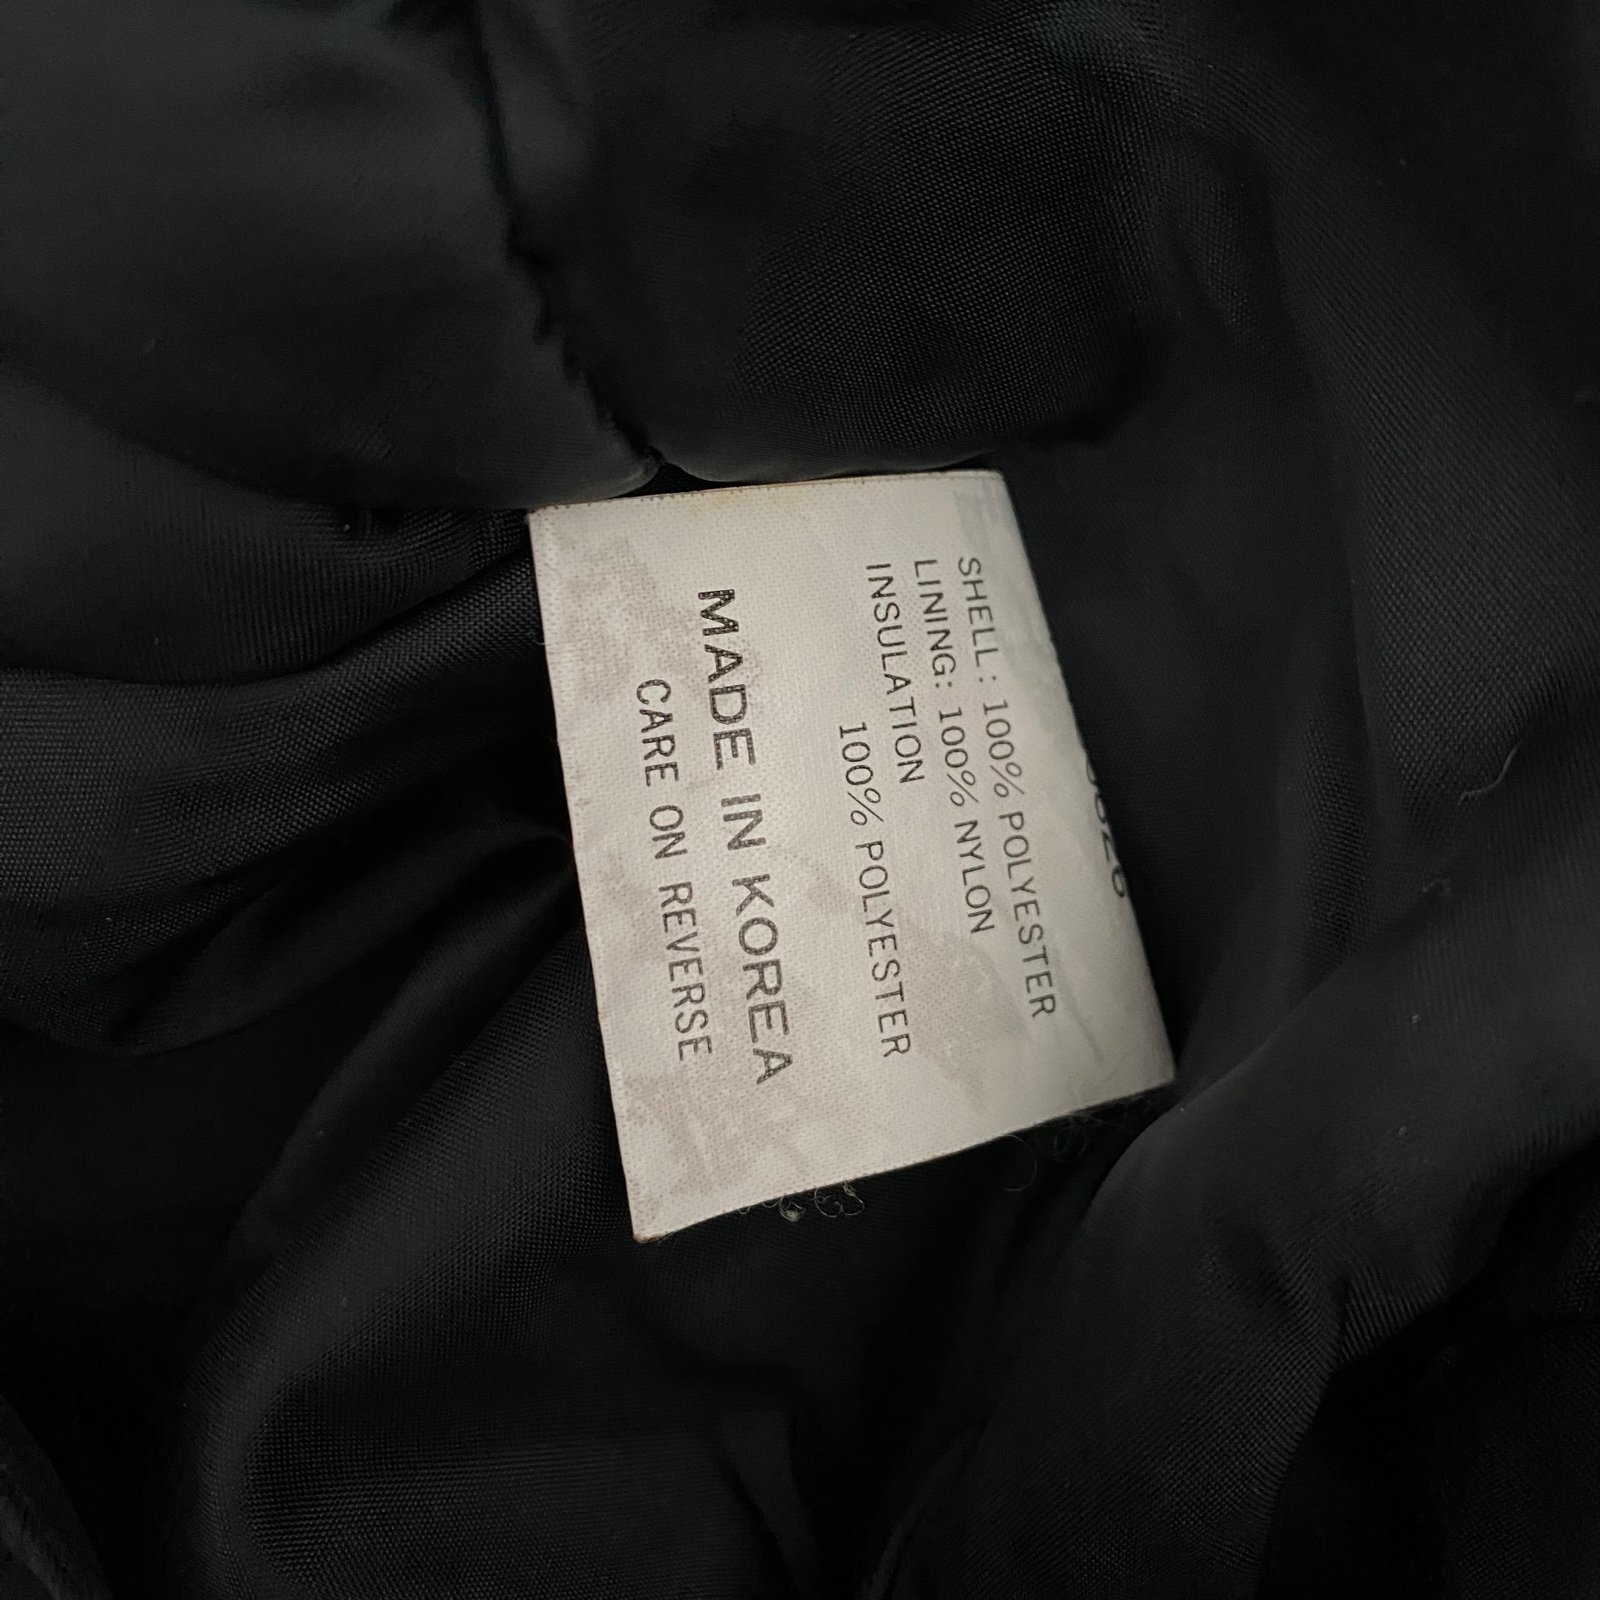 SHELL: 100% POLYESTER
LINING: 100% NYLON
INSULATION
100% POLYESTER
MADE IN KOREA
CARE ON REVERSE